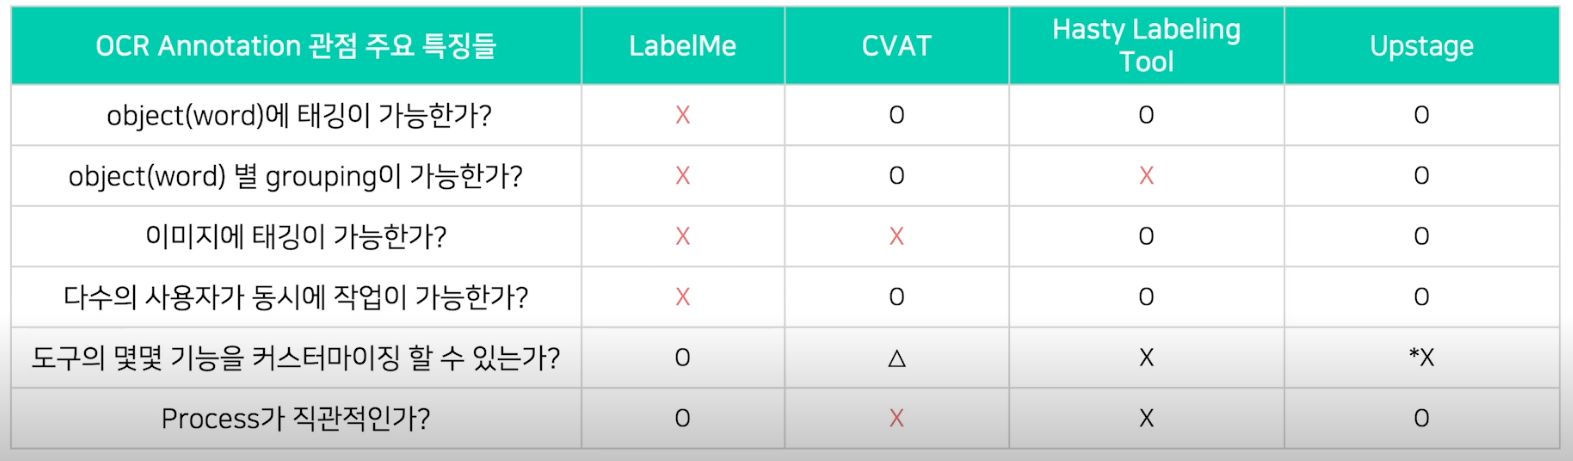 OCR Annotation 관점 주요 특징들 LabelMe CVAT Hasty Labeling Tool Upstage
object(word)에 태깅이 가능한가? X O O O
object(word) 별 grouping이 가능한가? X O X O
이미지에 태깅이 가능한가? X X O O
다수의 사용자가 동시에 작업이 가능한가? X O O O
도구의 몇몇 기능을 커스터마이징 할 수 있는가? O △ X *X
Process가 직관적인가? O X X O